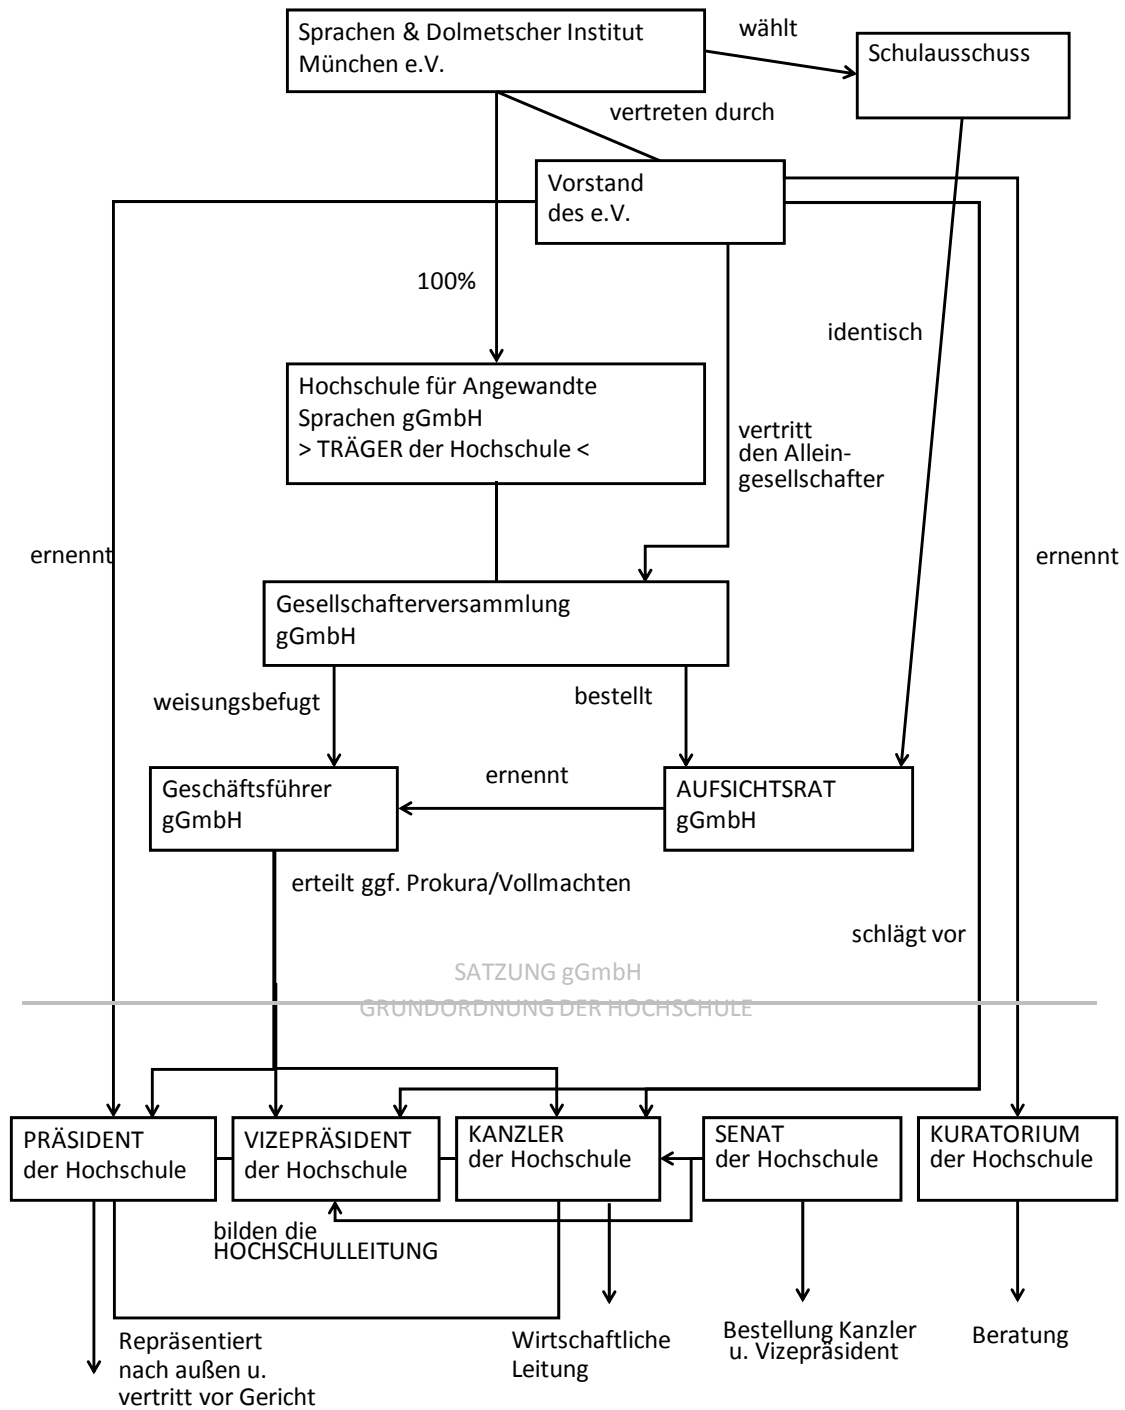 Sprachen & Dolmetscher Institut
München e.V.
wählt
Schulausschuss
vertreten durch
Vorstand
des e.V.
100%
identisch
Hochschule für Angewandte
Sprachen gGmbH
> TRÄGER der Hochschule <
vertritt
den Allein-
gesellschafter
ernennt
ernennt
Gesellschafterversammlung
gGmbH
weisungsbefugt
bestellt
Geschäftsführer
gGmbH
ernennt
AUFSICHTSRAT
gGmbH
erteilt ggf. Prokura/Vollmachten
schlägt vor
SATZUNG gGmbH
GRUNDORDNUNG DER HOCHSCHULE
PRÄSIDENT
der Hochschule
VIZEPRÄSIDENT
der Hochschule
KANZLER
der Hochschule
SENAT
der Hochschule
KURATORIUM
der Hochschule
bilden die
HOCHSCHULLEITUNG
Repräsentiert
nach außen u.
vertritt vor Gericht
Wirtschaftliche
Leitung
Bestellung Kanzler
u. Vizepräsident
Beratung